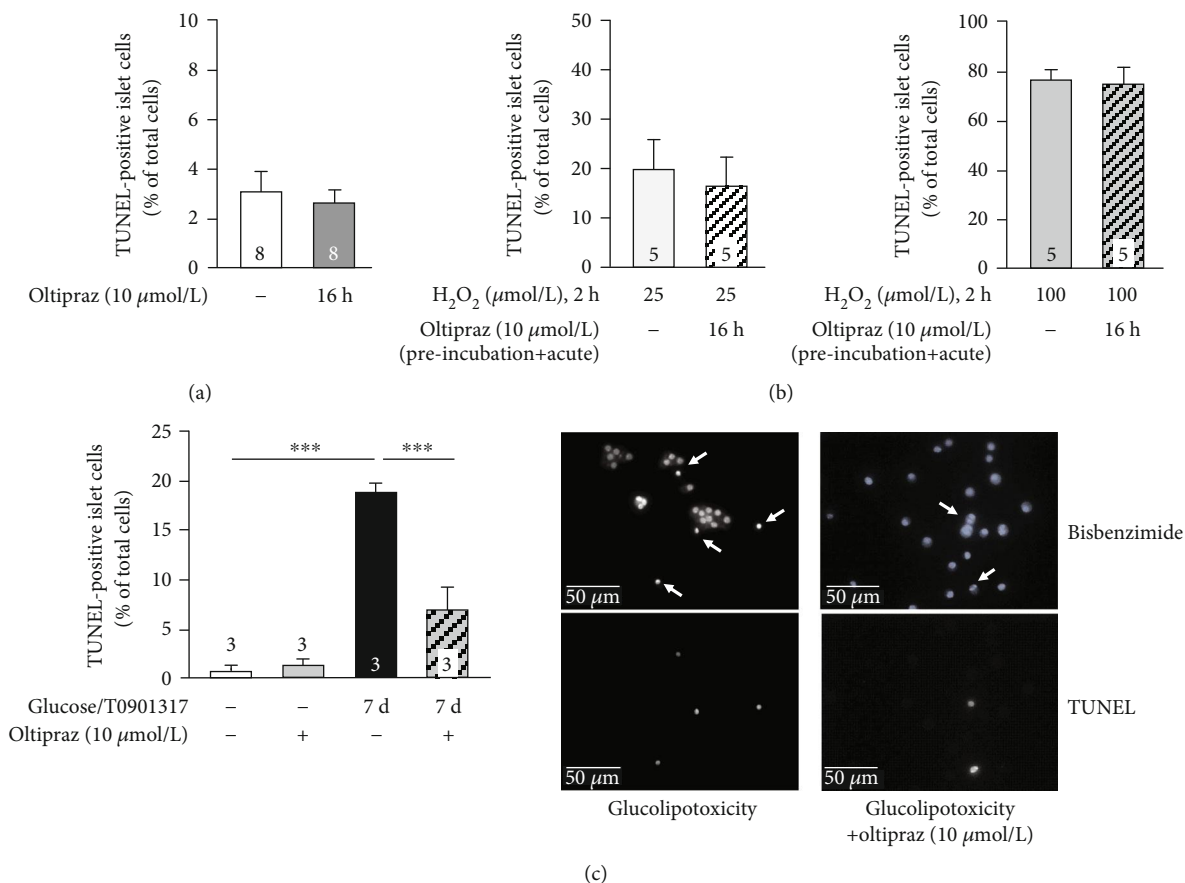 10
8
6
4
2
0
TUNEL-positive islet cells
(% of total cells)
8
8
Oltipraz (10 μmol/L)
– 16 h
(a)
50
40
30
20
10
0
TUNEL-positive islet cells
(% of total cells)
5
5
H₂O₂ (μmol/L), 2 h
25 25
Oltipraz (10 μmol/L)
(pre-incubation+acute)
– 16 h
100
80
60
40
20
0
TUNEL-positive islet cells
(% of total cells)
5
5
H₂O₂ (μmol/L), 2 h
100 100
Oltipraz (10 μmol/L)
(pre-incubation+acute)
– 16 h
(b)
25
20
15
10
5
0
TUNEL-positive islet cells
(% of total cells)
*** ***
3 3 3 3
Glucose/T0901317 – – 7 d 7 d
Oltipraz (10 μmol/L) – + – +
50 μm
50 μm
Bisbenzimide
50 μm
50 μm
TUNEL
Glucolipotoxicity
Glucolipotoxicity
+oltipraz (10 μmol/L)
(c)